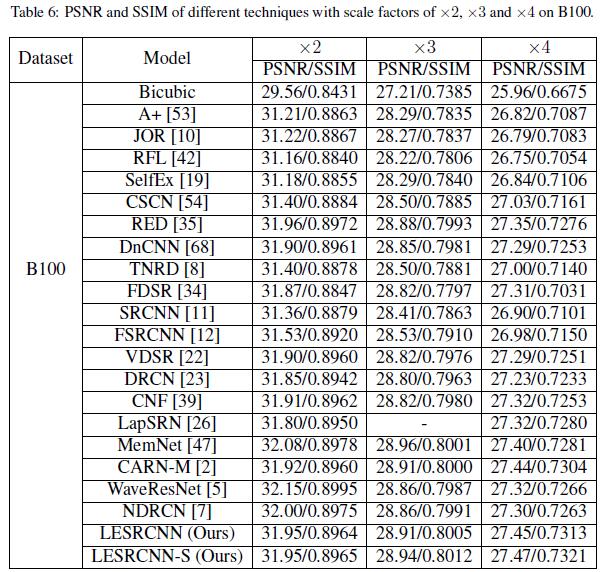 Table 6: PSNR and SSIM of different techniques with scale factors of ×2, ×3 and ×4 on B100.
Dataset Model ×2 ×3 ×4
PSNR/SSIM PSNR/SSIM PSNR/SSIM
B100
Bicubic 29.56/0.8431 27.21/0.7385 25.96/0.6675
A+ [53] 31.21/0.8863 28.29/0.7835 26.82/0.7087
JOR [10] 31.22/0.8867 28.27/0.7837 26.79/0.7083
RFL [42] 31.16/0.8840 28.22/0.7806 26.75/0.7054
SelfEx [19] 31.18/0.8855 28.29/0.7840 26.84/0.7106
CSCN [54] 31.40/0.8884 28.50/0.7885 27.03/0.7161
RED [35] 31.96/0.8972 28.88/0.7993 27.35/0.7276
DnCNN [68] 31.90/0.8961 28.85/0.7981 27.29/0.7253
TNRD [8] 31.40/0.8878 28.50/0.7881 27.00/0.7140
FDSR [34] 31.87/0.8847 28.82/0.7797 27.31/0.7031
SRCNN [11] 31.36/0.8879 28.41/0.7863 26.90/0.7101
FSRCNN [12] 31.53/0.8920 28.53/0.7910 26.98/0.7150
VDSR [22] 31.90/0.8960 28.82/0.7976 27.29/0.7251
DRCN [23] 31.85/0.8942 28.80/0.7963 27.23/0.7233
CNF [39] 31.91/0.8962 28.82/0.7980 27.32/0.7253
LapSRN [26] 31.80/0.8950 - 27.32/0.7280
MemNet [47] 32.08/0.8978 28.96/0.8001 27.40/0.7281
CARN-M [2] 31.92/0.8960 28.91/0.8000 27.44/0.7304
WaveResNet [5] 32.15/0.8995 28.86/0.7987 27.32/0.7266
NDRCN [7] 32.00/0.8975 28.86/0.7991 27.30/0.7263
LESRCNN (Ours) 31.95/0.8964 28.91/0.8005 27.45/0.7313
LESRCNN-S (Ours) 31.95/0.8965 28.94/0.8012 27.47/0.7321